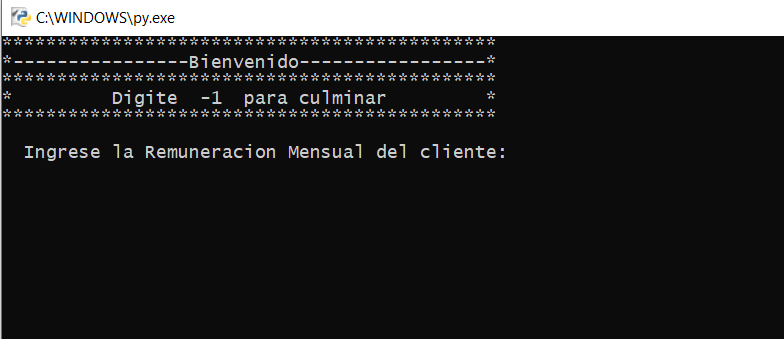 C:\WINDOWS\py.exe
*********************************************
*----------------Bienvenido-----------------*
*********************************************
*         Digite  -1  para culminar         *
*********************************************
Ingrese la Remuneracion Mensual del cliente: